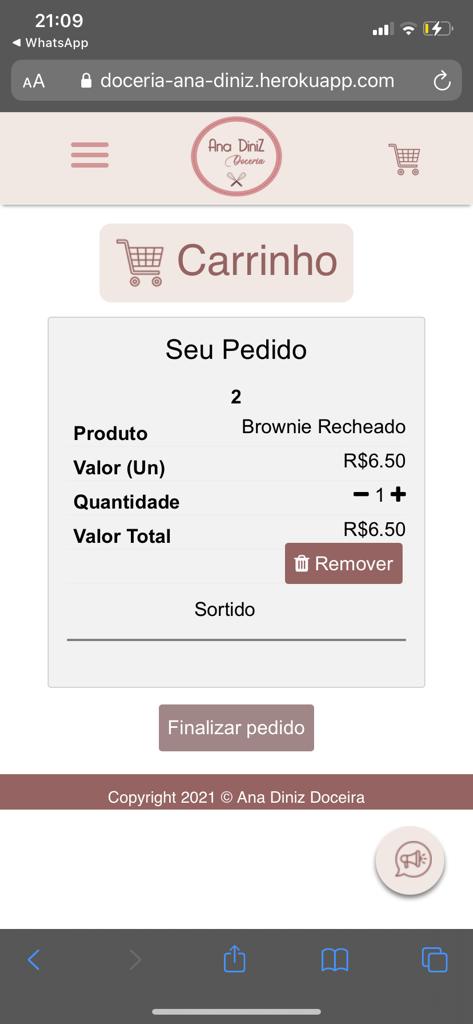 21:09
◀ WhatsApp
AA doceria-ana-diniz.herokuapp.com
Ana DiniZ
Doceria
Carrinho
Seu Pedido
2
Produto Brownie Recheado
Valor (Un) R$6.50
Quantidade 1
Valor Total R$6.50
Remover
Sortido
Finalizar pedido
Copyright 2021 © Ana Diniz Doceira